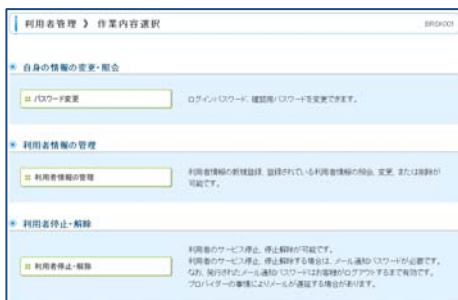 利用者管理 》 作業内容選択
BRSK001
自身の情報の変更・照会
パスワード変更
ログインパスワード、確認用パスワードを変更できます。
利用者情報の管理
利用者情報の管理
利用者情報の新規登録、登録されている利用者情報の照会、変更、または削除が
可能です。
利用者停止・解除
利用者停止・解除
利用者のサービス停止、停止解除が可能です。
利用者のサービス停止、停止解除する場合は、メール通知パスワードが必要です。
なお、発行されたメール通知パスワードはお客様がログアウトするまで有効です。
プロバイダーの事情によりメールが遅延する場合があります。